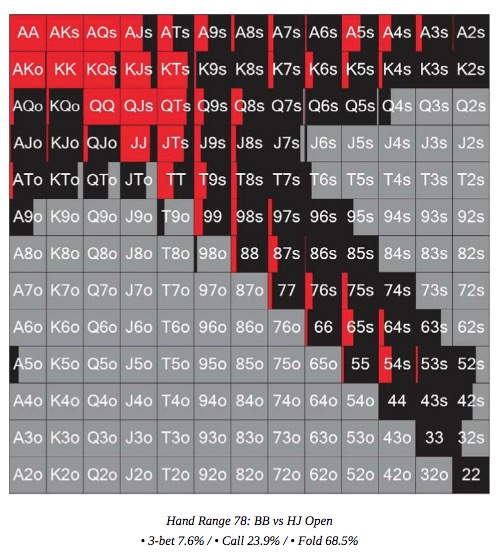 AA AKs AQs AJs ATs A9s A8s A7s A6s A5s A4s A3s A2s
AKo KK KQs KJs KTs K9s K8s K7s K6s K5s K4s K3s K2s
AQo KQo QQ QJs QTs Q9s Q8s Q7s Q6s Q5s Q4s Q3s Q2s
AJo KJo QJo JJ JTs J9s J8s J7s J6s J5s J4s J3s J2s
ATo KTo QTo JTo TT T9s T8s T7s T6s T5s T4s T3s T2s
A9o K9o Q9o J9o T9o 99 98s 97s 96s 95s 94s 93s 92s
A8o K8o Q8o J8o T8o 98o 88 87s 86s 85s 84s 83s 82s
A7o K7o Q7o J7o T7o 97o 87o 77 76s 75s 74s 73s 72s
A6o K6o Q6o J6o T6o 96o 86o 76o 66 65s 64s 63s 62s
A5o K5o Q5o J5o T5o 95o 85o 75o 65o 55 54s 53s 52s
A4o K4o Q4o J4o T4o 94o 84o 74o 64o 54o 44 43s 42s
A3o K3o Q3o J3o T3o 93o 83o 73o 63o 53o 43o 33 32s
A2o K2o Q2o J2o T2o 92o 82o 72o 62o 52o 42o 32o 22
Hand Range 78: BB vs HJ Open
• 3-bet 7.6% / • Call 23.9% / • Fold 68.5%